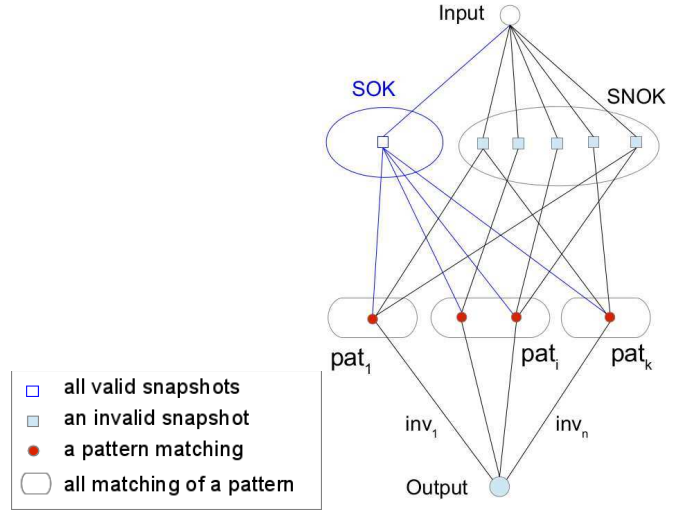 Input
SOK
SNOK
pat1
pati
patk
all valid snapshots
an invalid snapshot
a pattern matching
all matching of a pattern
inv1
invn
Output